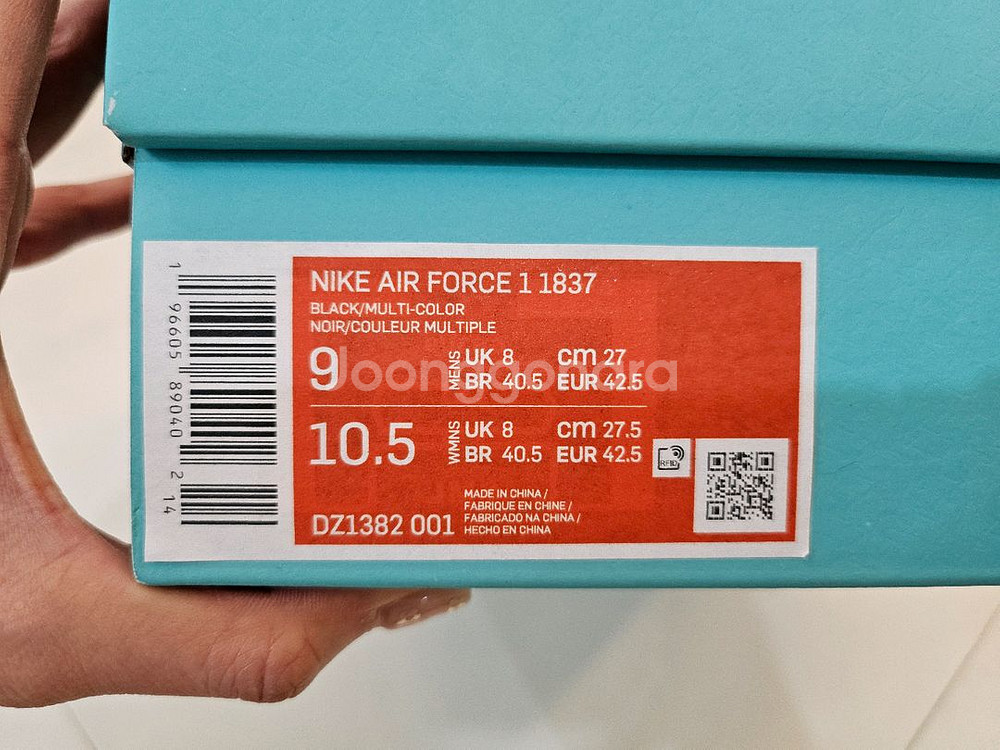 NIKE AIR FORCE 1 1837
BLACK/MULTI-COLOR
NOIR/COULEUR MULTIPLE
9 MENS UK 8 cm 27
BR 40.5 EUR 42.5
10.5 WMNS UK 8 cm 27.5
BR 40.5 EUR 42.5
RFID
MADE IN CHINA /
FABRIQUE EN CHINE /
FABRICADO NA CHINA /
HECHO EN CHINA
DZ1382 001
1 96605 89040 2 14
Joonggonara